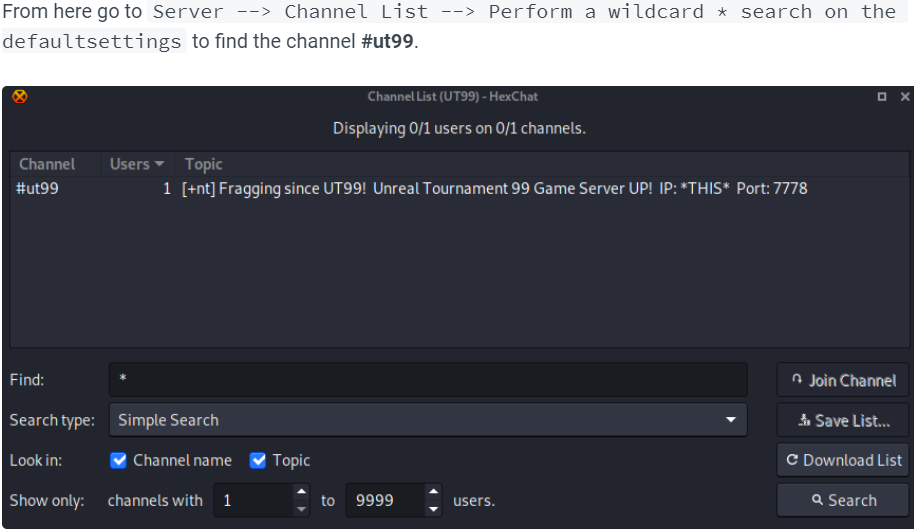 From here go to Server --> Channel List --> Perform a wildcard * search on the
defaultsettings to find the channel #ut99.
Channel List (UT99) - HexChat
Displaying 0/1 users on 0/1 channels.
Channel Users Topic
#ut99 1 [+nt] Fragging since UT99! Unreal Tournament 99 Game Server UP! IP: *THIS* Port: 7778
Find: * Join Channel
Search type: Simple Search Save List...
Look in: Channel name Topic Download List
Show only: channels with 1 to 9999 users. Search